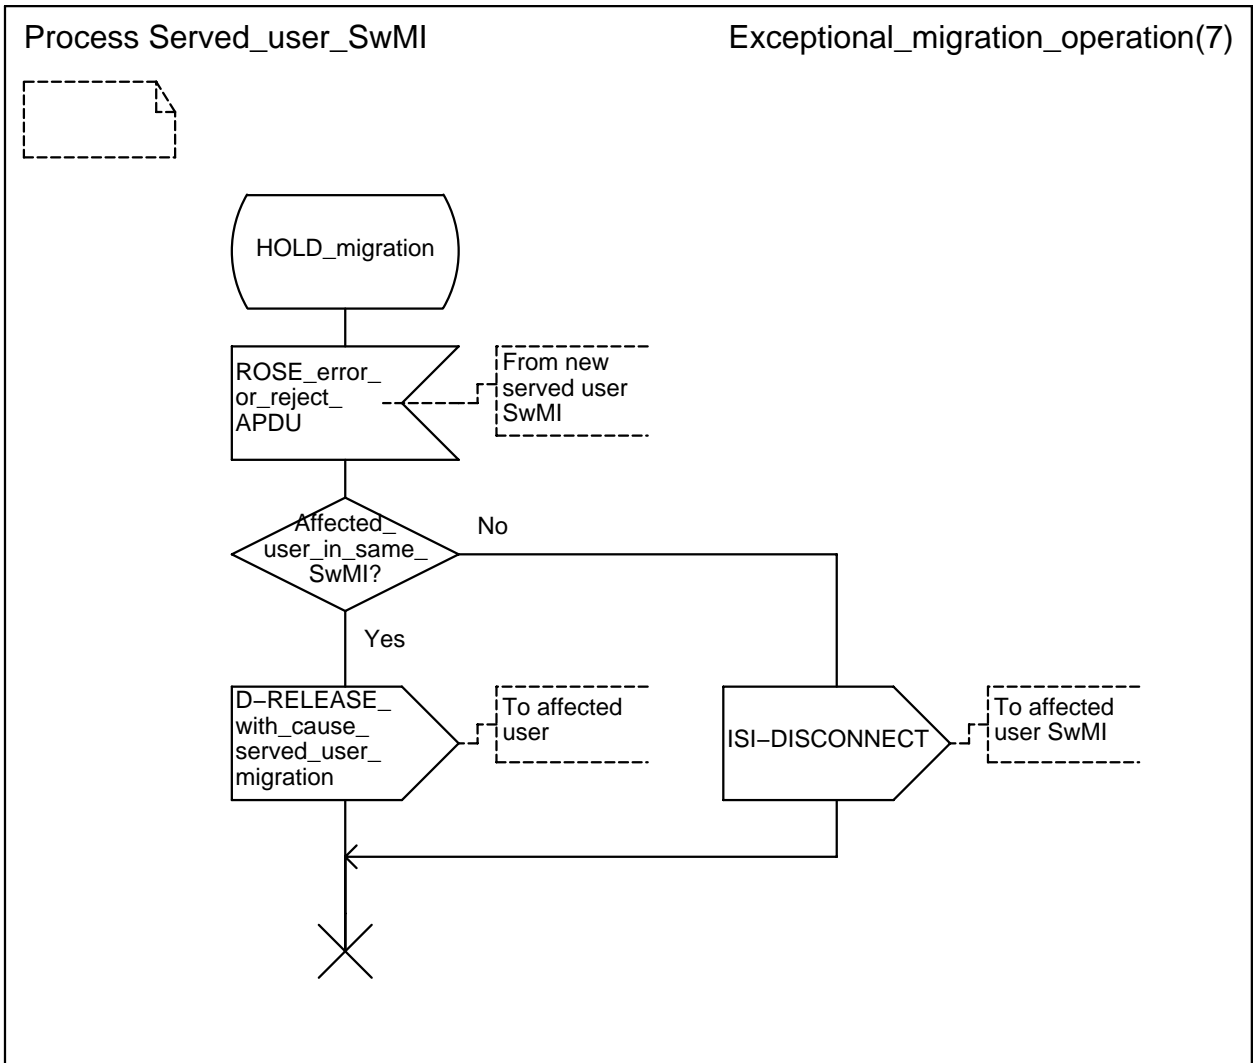 Process Served_user_SwMI
Exceptional_migration_operation(7)
HOLD_migration
ROSE_error_
or_reject_
APDU
From new
served user
SwMI
Affected_
user_in_same_
SwMI?
No
Yes
D−RELEASE_
with_cause_
served_user_
migration
To affected
user
ISI−DISCONNECT
To affected
user SwMI